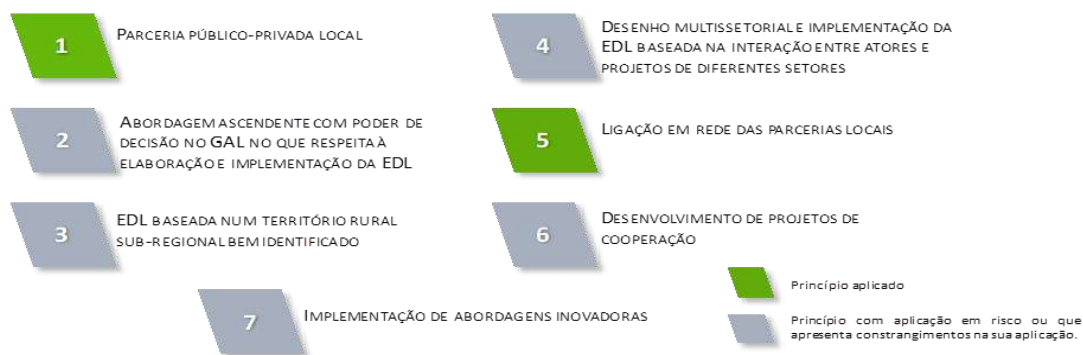 1
PARCERIA PÚBLICO-PRIVADA LOCAL
2
ABORDAGEM ASCENDENTE COM PODER DE
DECISÃO NO GAL NO QUE RESPEITA À
ELABORAÇÃO E IMPLEMENTAÇÃO DA EDL
3
EDL BASEADA NUM TERRITÓRIO RURAL
SUB-REGIONAL BEM IDENTIFICADO
4
DESENHO MULTISSETORIAL E IMPLEMENTAÇÃO DA
EDL BASEADA NA INTERAÇÃO ENTRE ATORES E
PROJETOS DE DIFERENTES SETORES
5
LIGAÇÃO EM REDE DAS PARCERIAS LOCAIS
6
DESENVOLVIMENTO DE PROJETOS DE
COOPERAÇÃO
7
IMPLEMENTAÇÃO DE ABORDAGENS INOVADORAS
Princípio aplicado
Princípio com aplicação em risco ou que
apresenta constrangimentos na sua aplicação.